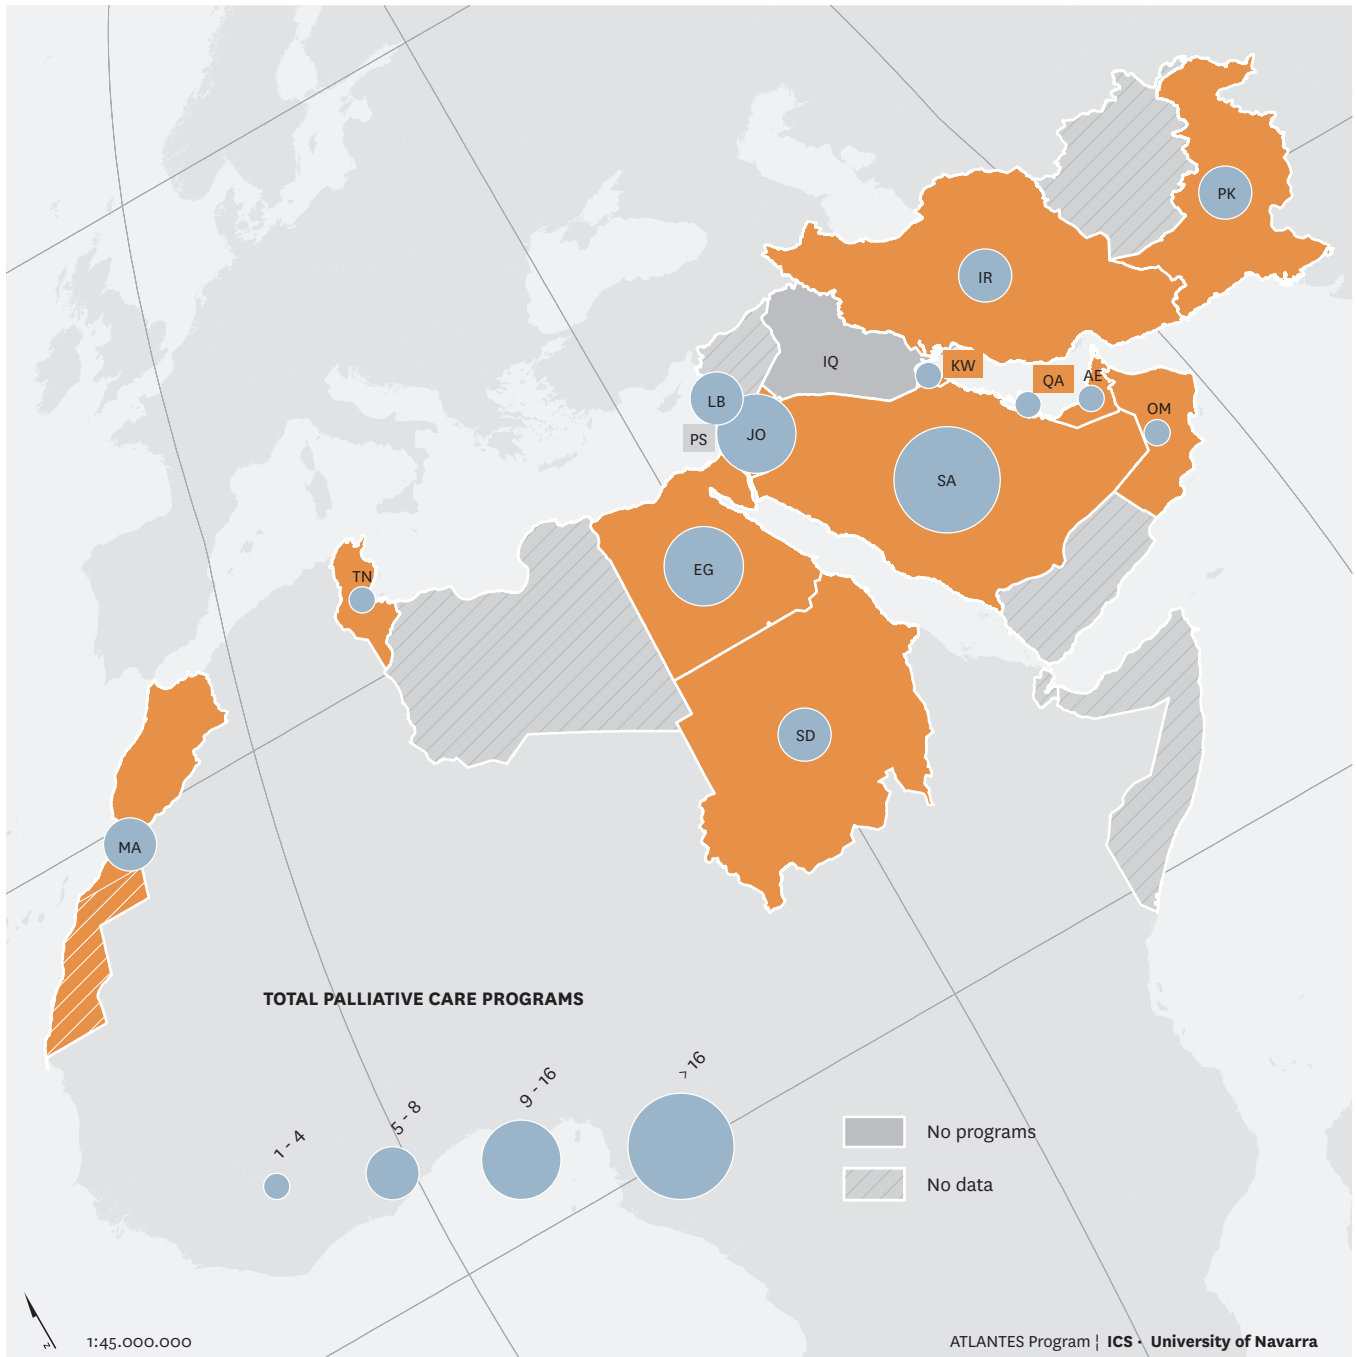 PK
IR
IQ
KW
QA
AE
LB
OM
JO
PS
SA
EG
TN
SD
MA
TOTAL PALLIATIVE CARE PROGRAMS
1 - 4
5 - 8
9 - 16
> 16
No programs
No data
N
1:45.000.000
ATLANTES Program | ICS · University of Navarra